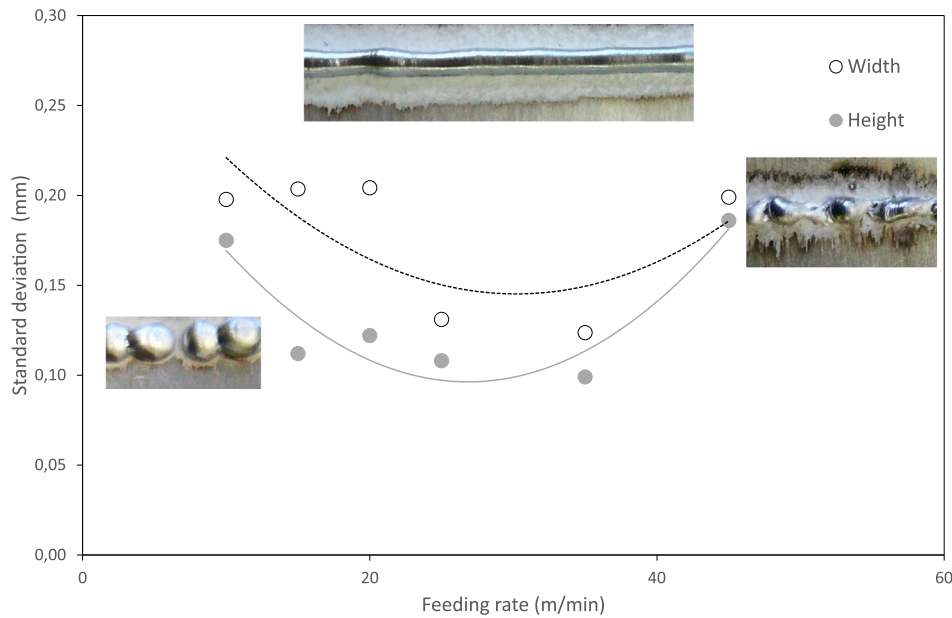 0,30
0,25
0,20
0,15
0,10
0,05
0,00
Standard deviation (mm)
Width
Height
0
20
40
60
Feeding rate (m/min)